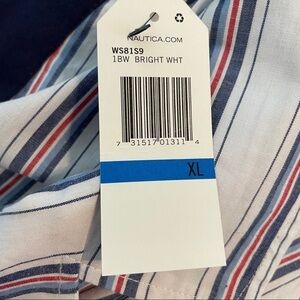 NAUTICA.COM
WS81S9
1BW BRIGHT WHT
7 31517 01311 4
XL